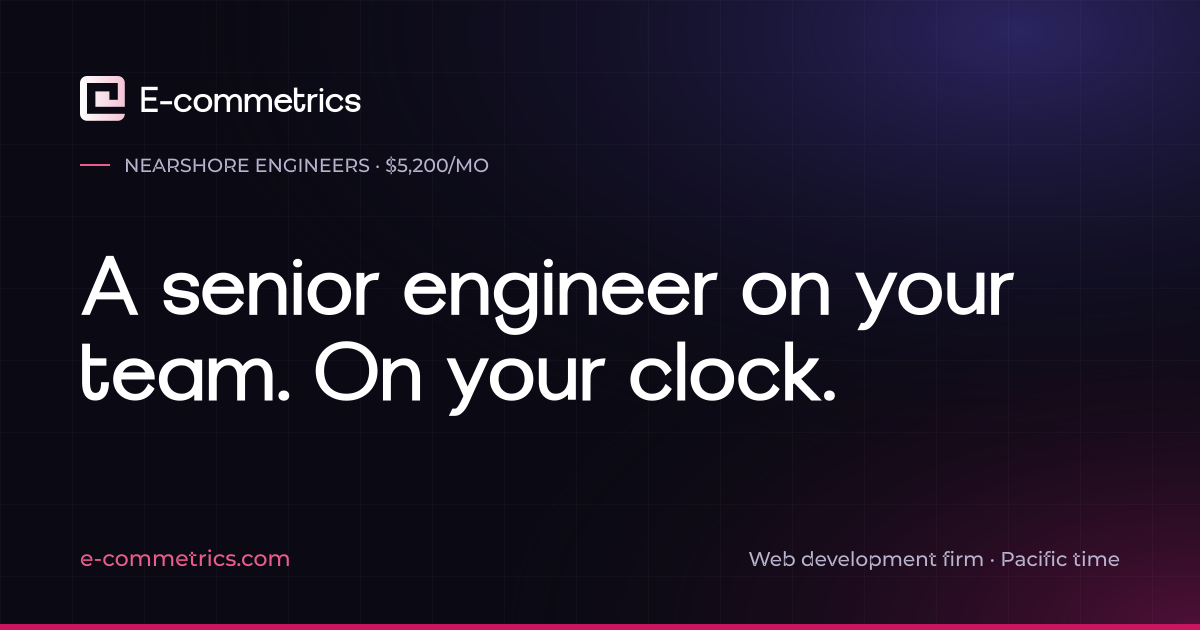 E-commetrics
NEARSHORE ENGINEERS · $5,200/MO
A senior engineer on your
team. On your clock.
e-commetrics.com
Web development firm · Pacific time